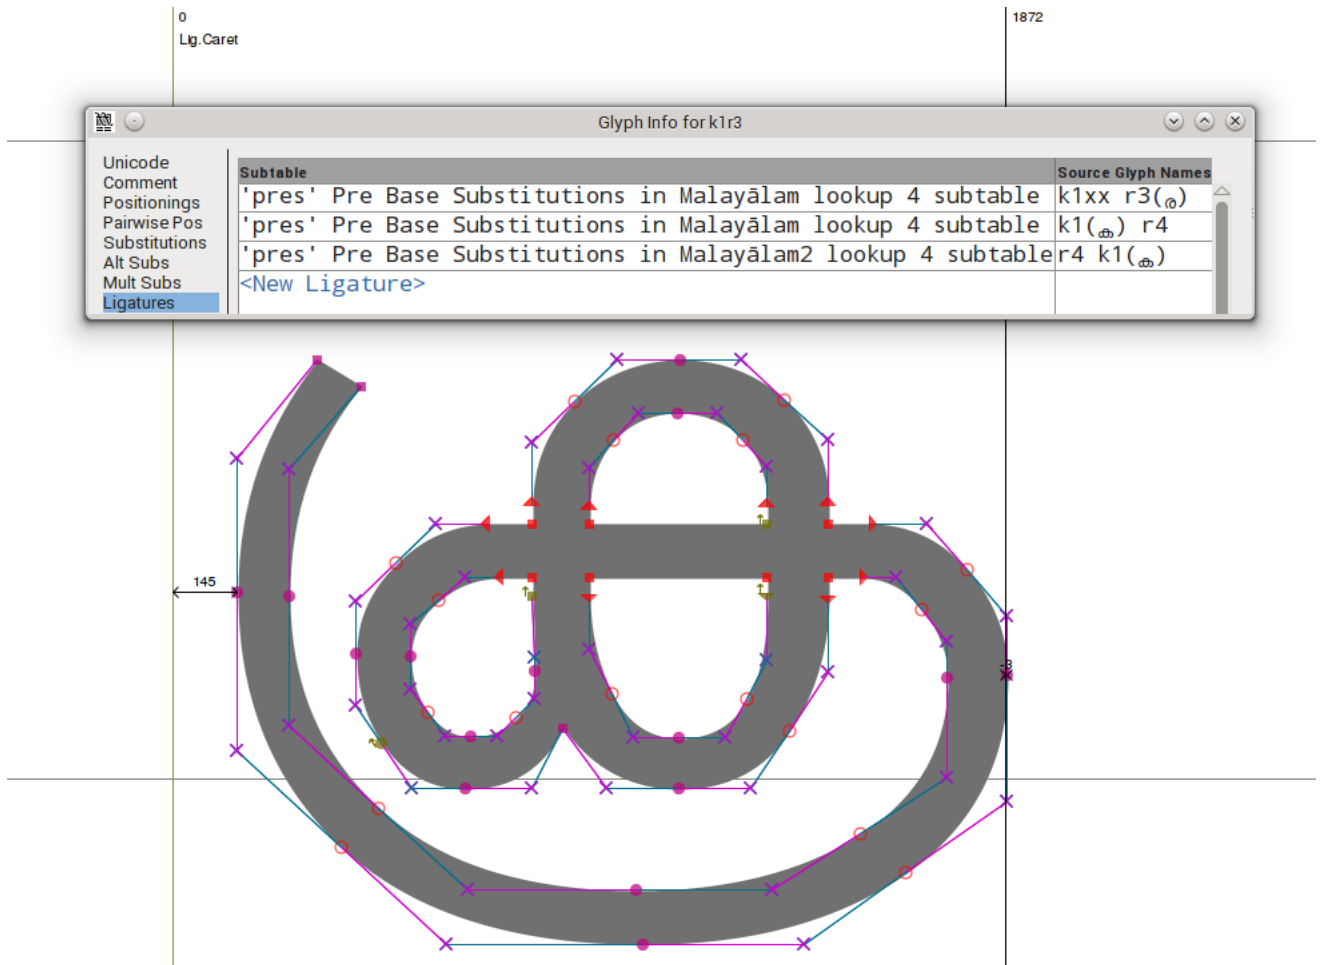 0
1872
Lig.Caret
Glyph Info for k1r3
Unicode
Comment
Positionings
Pairwise Pos
Substitutions
Alt Subs
Mult Subs
Ligatures
Subtable Source Glyph Names
'pres' Pre Base Substitutions in Malayālam lookup 4 subtable k1xx r3(ര)
'pres' Pre Base Substitutions in Malayālam lookup 4 subtable k1(ക) r4
'pres' Pre Base Substitutions in Malayālam2 lookup 4 subtable r4 k1(ക)
<New Ligature>
145
-3